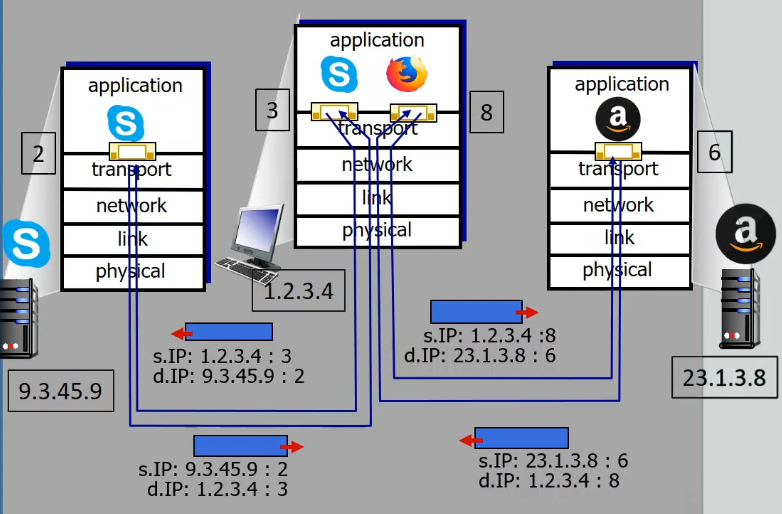 application
2
transport
network
link
physical
S
S
9.3.45.9
application
S
3
8
transport
network
link
physical
1.2.3.4
application
a
6
transport
network
link
physical
a
23.1.3.8
s.IP: 1.2.3.4 : 3
d.IP: 9.3.45.9 : 2
s.IP: 1.2.3.4 :8
d.IP: 23.1.3.8 : 6
s.IP: 9.3.45.9 : 2
d.IP: 1.2.3.4 : 3
s.IP: 23.1.3.8 : 6
d.IP: 1.2.3.4 : 8